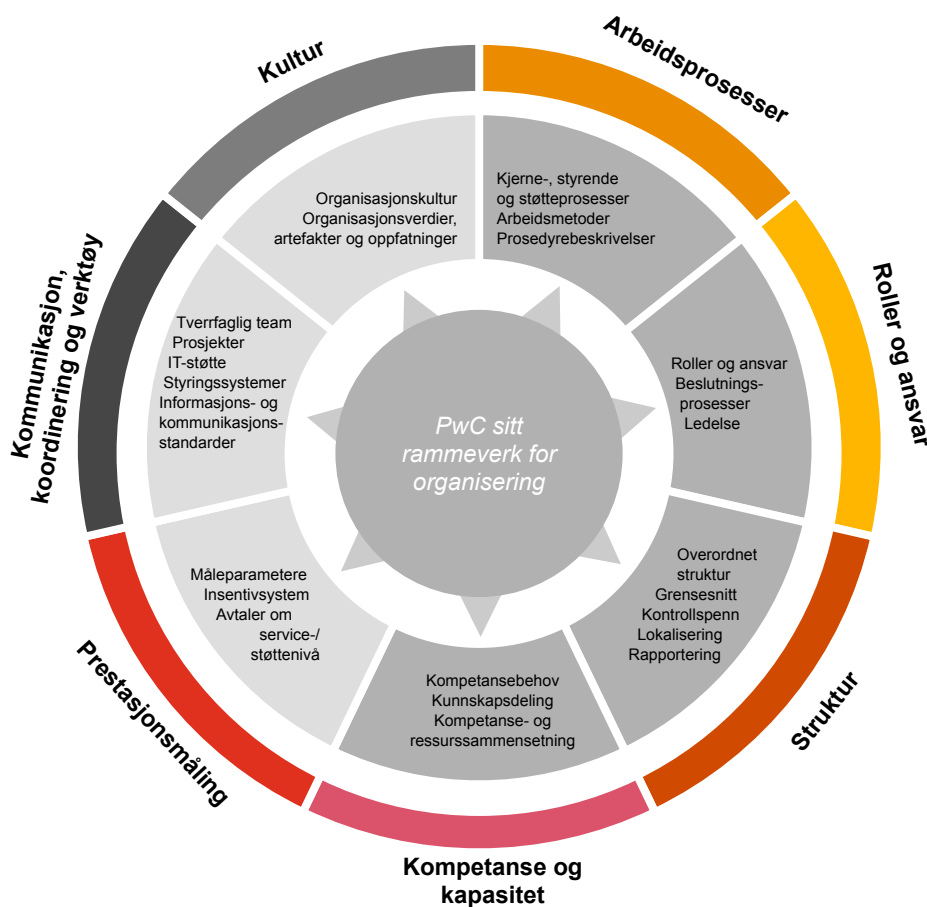 Kultur
Arbeidsprosesser
Organisasjonskultur
Organisasjonsverdier,
artefakter og oppfatninger
Kjerne-, styrende
og støtteprosesser
Arbeidsmetoder
Prosedyrebeskrivelser
Kommunikasjon,
koordinering og verktøy
Tverrfaglig team
Prosjekter
IT-støtte
Styringssystemer
Informasjons- og
kommunikasjons-
standarder
PwC sitt
rammeverk for
organisering
Roller og ansvar
Beslutnings-
prosesser
Ledelse
Roller og ansvar
Måleparametere
Insentivsystem
Avtaler om
service-/
støttenivå
Overordnet
struktur
Grensesnitt
Kontrollspenn
Lokalisering
Rapportering
Prestasjonsmåling
Kompetansebehov
Kunnskapsdeling
Kompetanse- og
ressurssammensetning
Struktur
Kompetanse og
kapasitet